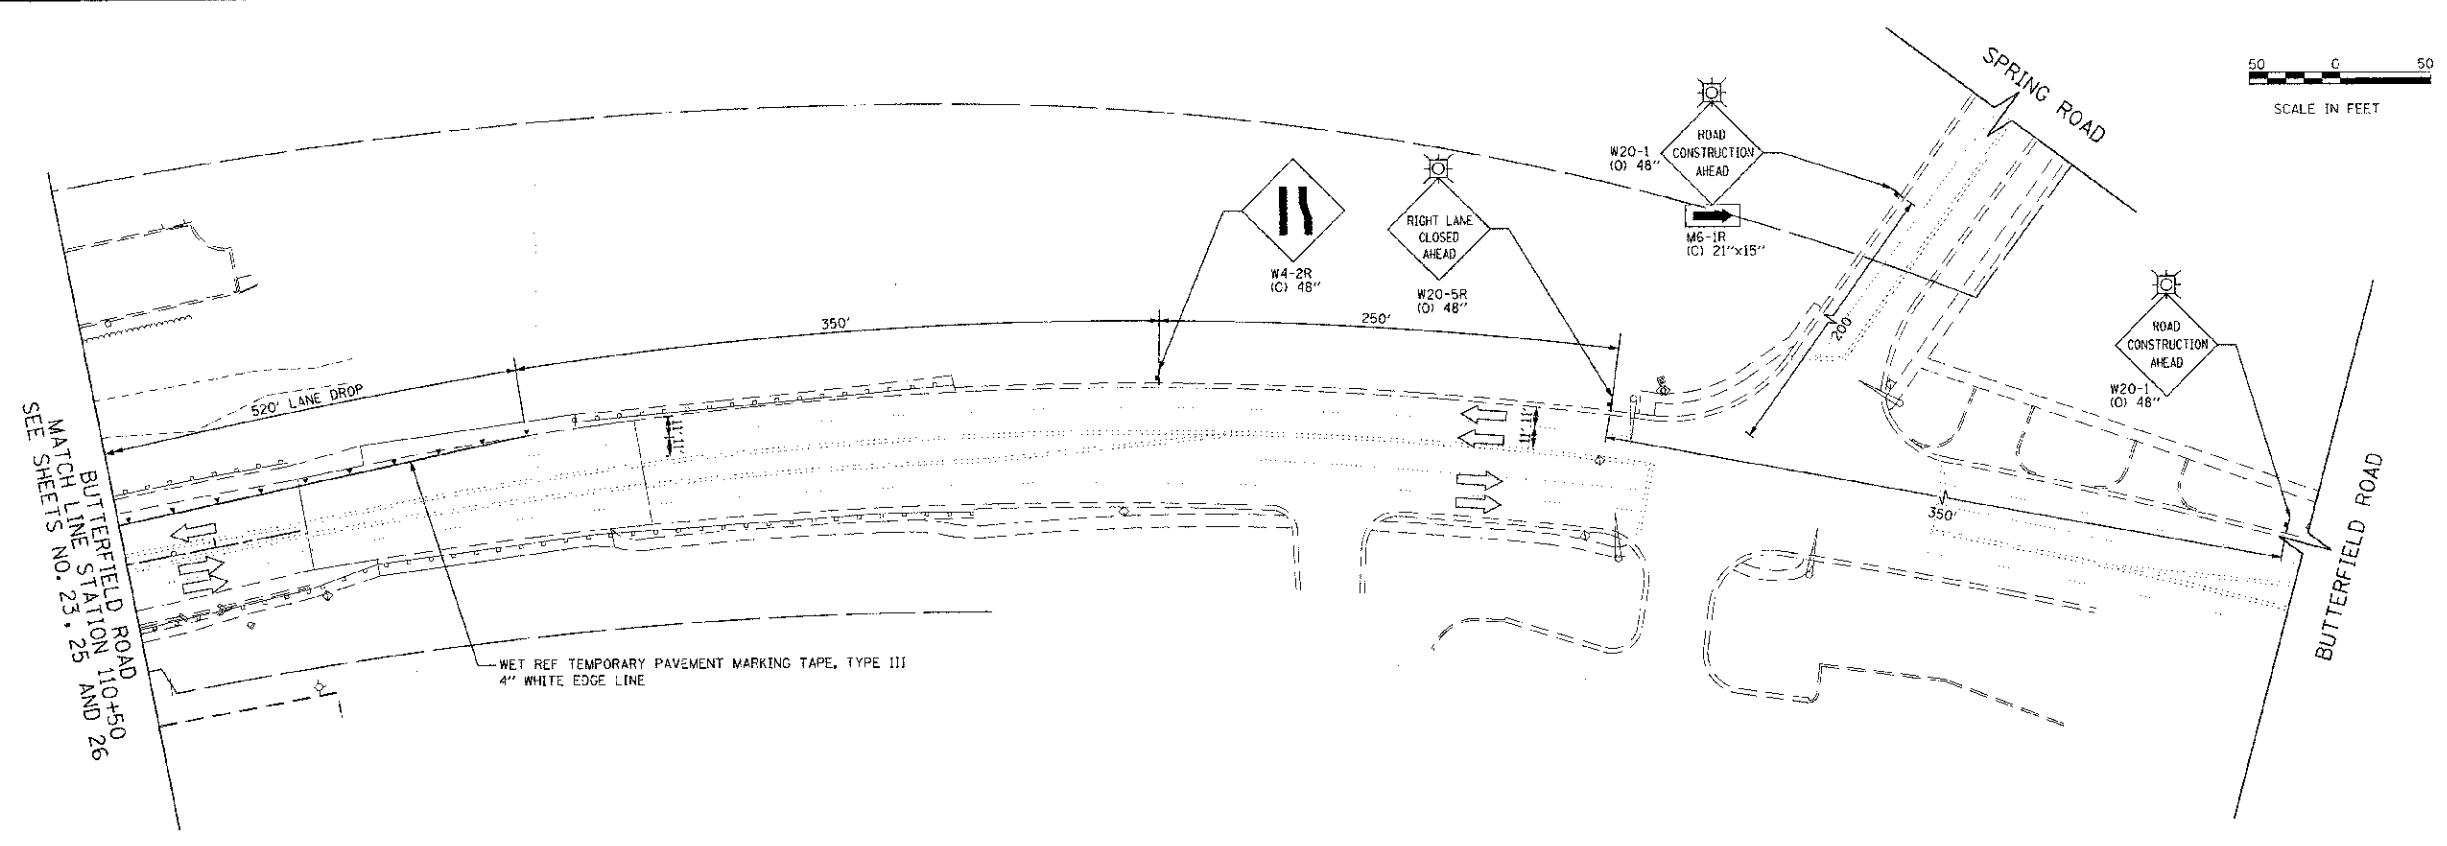 SPRING ROAD
50 0 50
SCALE IN FEET
ROAD
CONSTRUCTION
AHEAD
W20-1
(O) 48"
M6-1R
(C) 21"x15"
W4-2R
(C) 48"
RIGHT LANE
CLOSED
AHEAD
W20-5R
(O) 48"
ROAD
CONSTRUCTION
AHEAD
W20-1
(O) 48"
350'
250'
200'
520' LANE DROP
11' 11'
11' 11'
350'
BUTTERFIELD ROAD
BUTTERFIELD ROAD
MATCH LINE STATION 110+50
SEE SHEETS NO. 23, 25 AND 26
WET REF TEMPORARY PAVEMENT MARKING TAPE, TYPE III
4" WHITE EDGE LINE